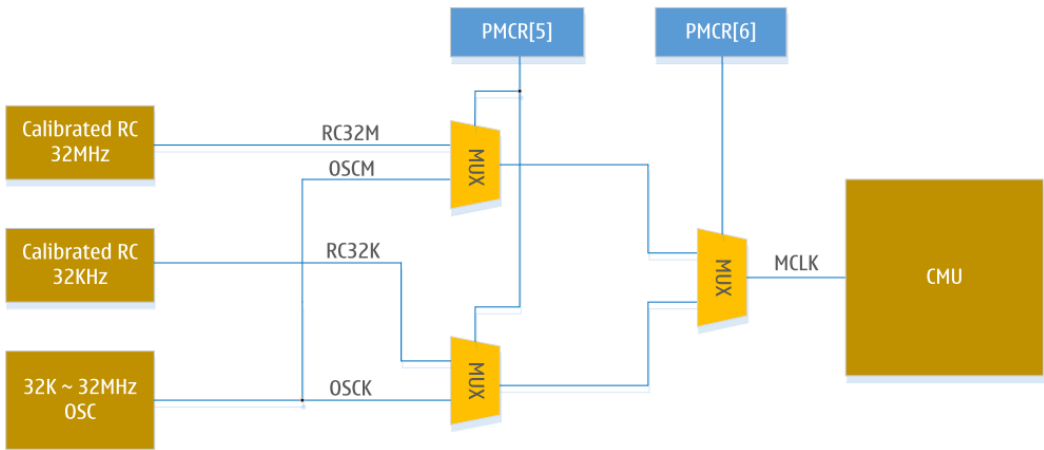 PMCR[5]
PMCR[6]
Calibrated RC
32MHz
RC32M
MUX
OSCM
Calibrated RC
32KHz
RC32K
MUX
MCLK
CMU
32K ~ 32MHz
OSC
OSCK
MUX